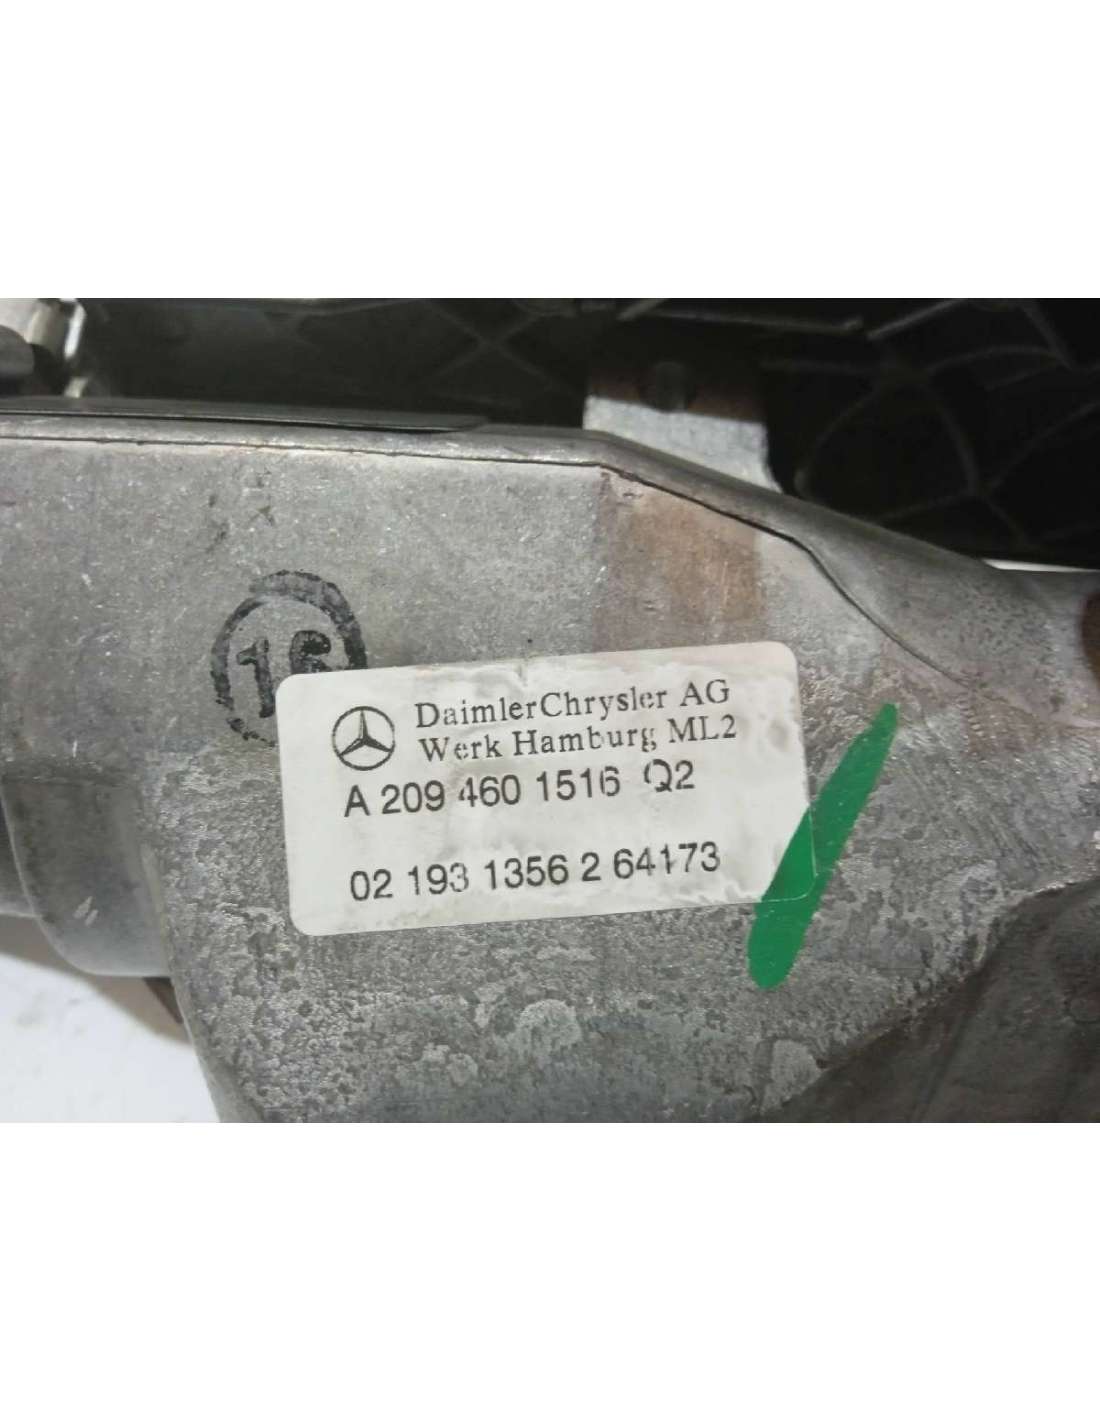 DaimlerChrysler AG
Werk Hamburg ML2
A 209 460 1516 Q2
02 193 1356 2 64173